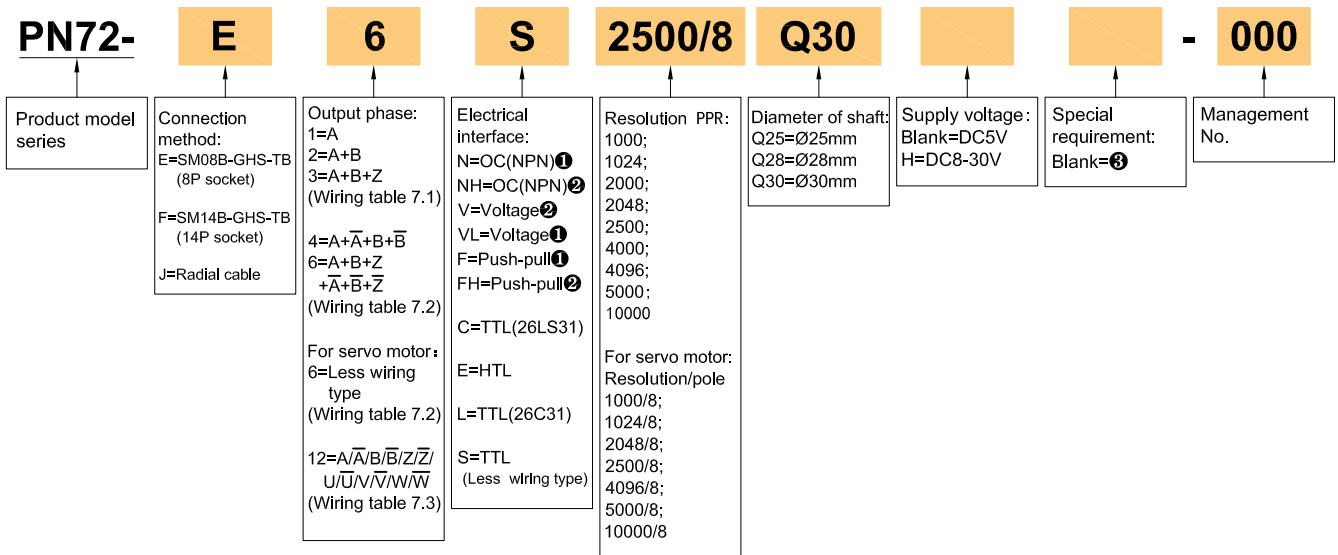 PN72- E 6 S 2500/8 Q30 - 000
Product model
series
Connection
method:
E=SM08B-GHS-TB
(8P socket)
F=SM14B-GHS-TB
(14P socket)
J=Radial cable
Output phase:
1=A
2=A+B
3=A+B+Z
(Wiring table 7.1)
4=A+A̅+B+B̅
6=A+B+Z
+A̅+B̅+Z̅
(Wiring table 7.2)
For servo motor:
6=Less wiring
type
(Wiring table 7.2)
12=A/A̅/B/B̅/Z/Z̅/
U/U̅/V/V̅/W/W̅
(Wiring table 7.3)
Electrical
interface:
N=OC(NPN)❶
NH=OC(NPN)❷
V=Voltage❷
VL=Voltage❶
F=Push-pull❶
FH=Push-pull❷
C=TTL(26LS31)
E=HTL
L=TTL(26C31)
S=TTL
(Less wiring type)
Resolution PPR:
1000;
1024;
2000;
2048;
2500;
4000;
4096;
5000;
10000
For servo motor:
Resolution/pole
1000/8;
1024/8;
2048/8;
2500/8;
4096/8;
5000/8;
10000/8
Diameter of shaft:
Q25=Ø25mm
Q28=Ø28mm
Q30=Ø30mm
Supply voltage:
Blank=DC5V
H=DC8-30V
Special
requirement:
Blank=❸
Management
No.